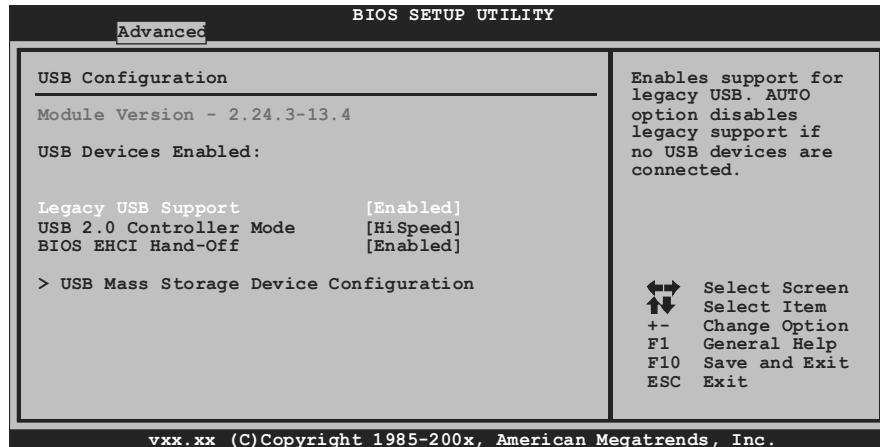 BIOS SETUP UTILITY
Advanced
USB Configuration
Module Version - 2.24.3-13.4
USB Devices Enabled:
Legacy USB Support [Enabled]
USB 2.0 Controller Mode [HiSpeed]
BIOS EHCI Hand-Off [Enabled]
> USB Mass Storage Device Configuration
Enables support for
legacy USB. AUTO
option disables
legacy support if
no USB devices are
connected.
Select Screen
Select Item
+- Change Option
F1 General Help
F10 Save and Exit
ESC Exit
vxx.xx (C)Copyright 1985-200x, American Megatrends, Inc.